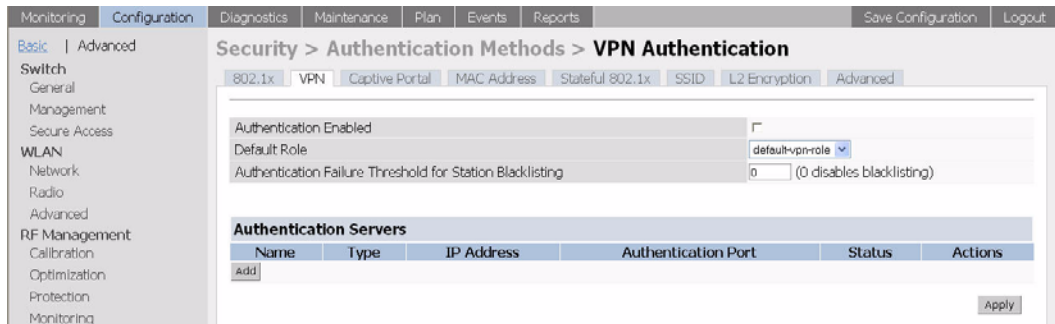 Monitoring Configuration Diagnostics Maintenance Plan Events Reports Save Configuration Logout
Basic | Advanced
Security > Authentication Methods > VPN Authentication
Switch
General
Management
Secure Access
WLAN
Network
Radio
Advanced
RF Management
Calibration
Optimization
Protection
Monitoring
802.1x VPN Captive Portal MAC Address Stateful 802.1x SSID L2 Encryption Advanced
Authentication Enabled
Default Role default-vpn-role
Authentication Failure Threshold for Station Blacklisting 0 (0 disables blacklisting)
Authentication Servers
Name Type IP Address Authentication Port Status Actions
Add
Apply